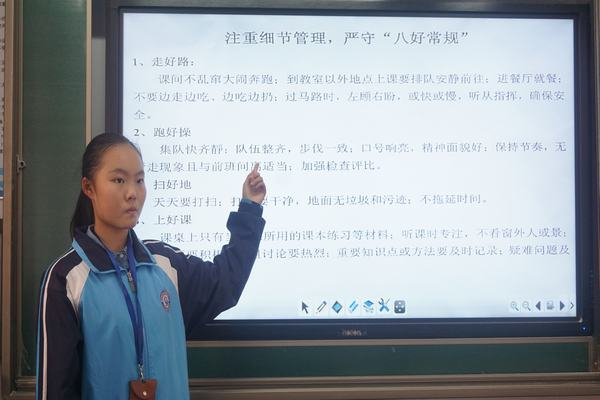 注重细节管理，严守“八好常规”
1、走好路：
课间不乱窜大闹奔跑；到教室以外地点上课要排队安静前往；进餐厅就餐；
不要边走边吃、边吃边扔；过马路时，左顾右盼，或快或慢，听从指挥，确保安
全。
2、跑好操
集队快齐静；队伍整齐，步伐一致；口号响亮，精神面貌好；保持节奏，无
走现象且与前班间 适当；加强检查评比。
扫好地
天天要打扫； 要干净，地面无垃圾和污迹；不拖延时间。
、上好课
课桌上只有 所用的课本练习等材料；听课时专注，不看窗外人或景；
要积 讨论要热烈；重要知识点或方法要及时记录；疑难问题及